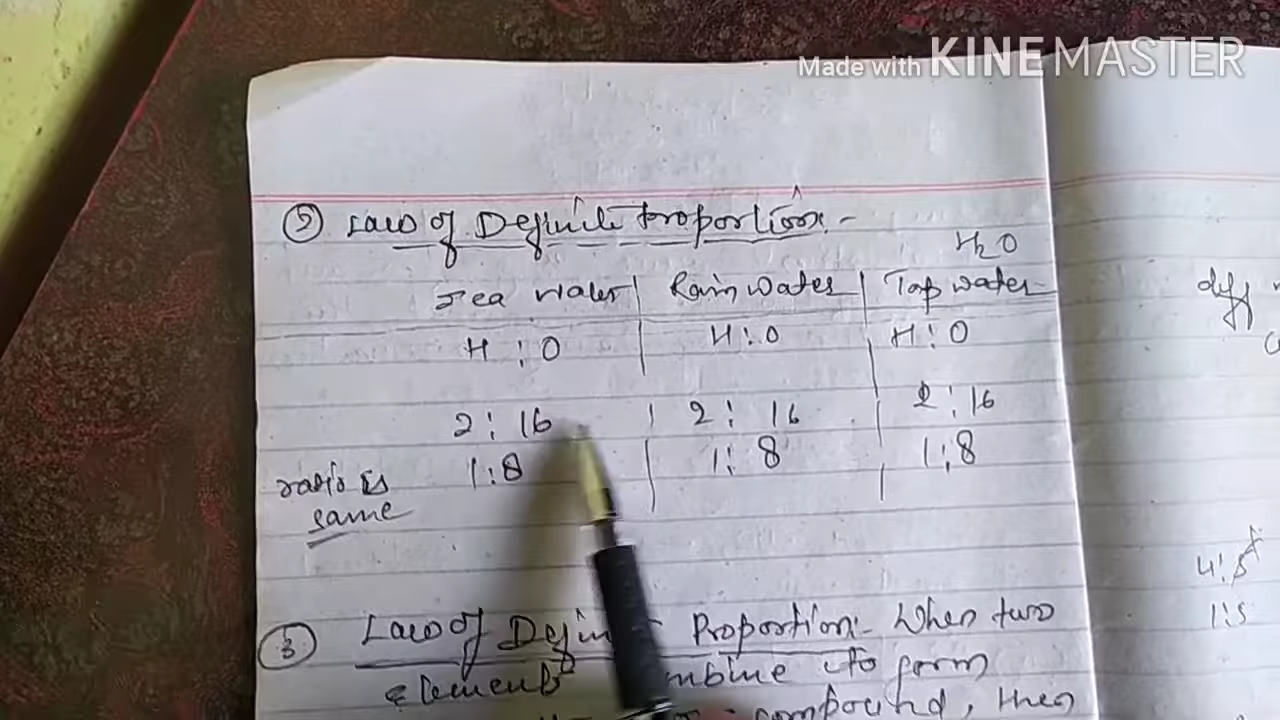 Made with KINEMASTER
② Law of Definite Proportion:-
H2O
Sea Water | Rain water | Tap water
H : O | H : O | H : O
2 : 16 | 2 : 16 | 2 : 16
1 : 8 | 1 : 8 | 1 : 8
ratio is
same
diff
4:5
1:5
③ Law of Proportion:- When two
elements to form
compound, then